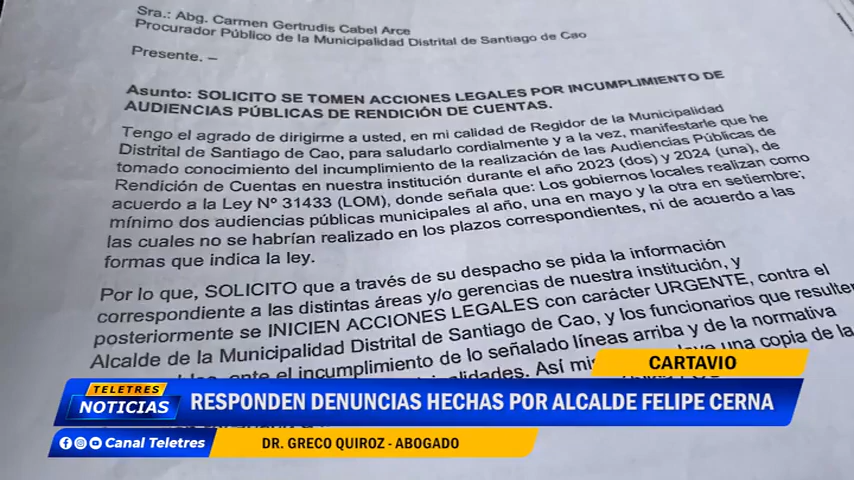 Sra.: Abg. Carmen Gertrudis Cabel Arce
Procurador Público de la Municipalidad Distrital de Santiago de Cao
Presente. –
Asunto: SOLICITO SE TOMEN ACCIONES LEGALES POR INCUMPLIMIENTO DE
AUDIENCIAS PÚBLICAS DE RENDICIÓN DE CUENTAS.
Tengo el agrado de dirigirme a usted, en mi calidad de Regidor de la Municipalidad
Distrital de Santiago de Cao, para saludarlo cordialmente y a la vez, manifestarle que he
tomado conocimiento del incumplimiento de la realización de las Audiencias Públicas de
Rendición de Cuentas en nuestra institución durante el año 2023 (dos) y 2024 (una), de
acuerdo a la Ley Nº 31433 (LOM), donde señala que: Los gobiernos locales realizan como
mínimo dos audiencias públicas municipales al año, una en mayo y la otra en setiembre;
las cuales no se habrían realizado en los plazos correspondientes, ni de acuerdo a las
formas que indica la ley.
Por lo que, SOLICITO que a través de su despacho se pida la información
correspondiente a las distintas áreas y/o gerencias de nuestra institución, y
posteriormente se INICIEN ACCIONES LEGALES con carácter URGENTE, contra el
Alcalde de la Municipalidad Distrital de Santiago de Cao, y los funcionarios que resulten
ante el incumplimiento de lo señalado líneas arriba y de la normativa
una copia de la
CARTAVIO
TELETRES
NOTICIAS
RESPONDEN DENUNCIAS HECHAS POR ALCALDE FELIPE CERNA
Canal Teletres
DR. GRECO QUIROZ - ABOGADO